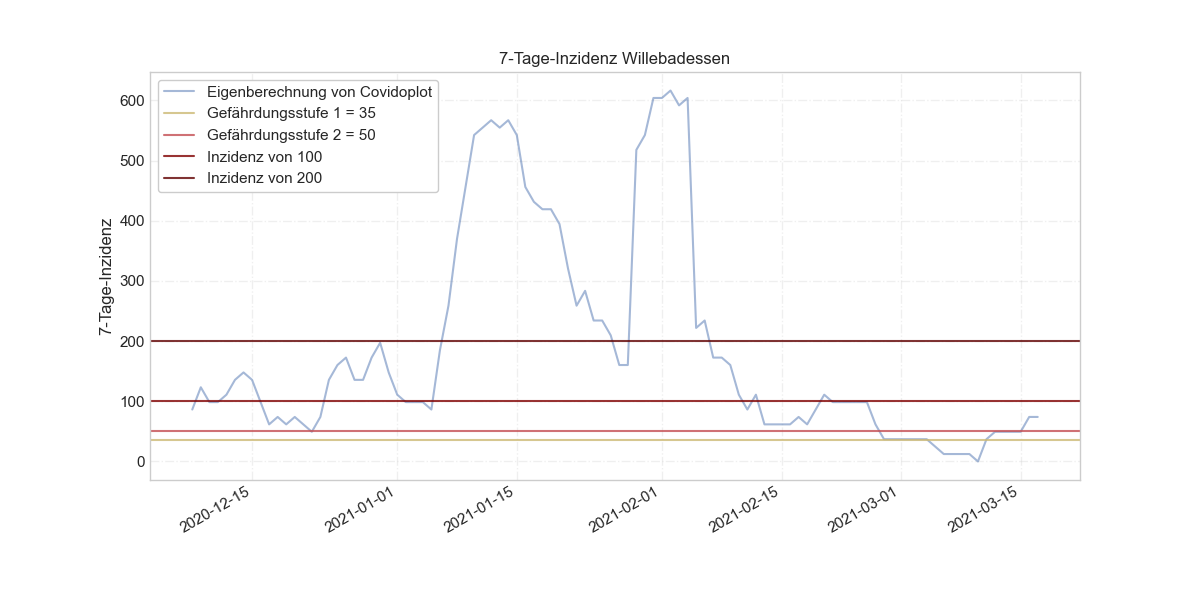 7-Tage-Inzidenz Willebadessen
Eigenberechnung von Covidoplot
Gefährdungsstufe 1 = 35
Gefährdungsstufe 2 = 50
Inzidenz von 100
Inzidenz von 200
7-Tage-Inzidenz
600
500
400
300
200
100
0
2020-12-15
2021-01-01
2021-01-15
2021-02-01
2021-02-15
2021-03-01
2021-03-15